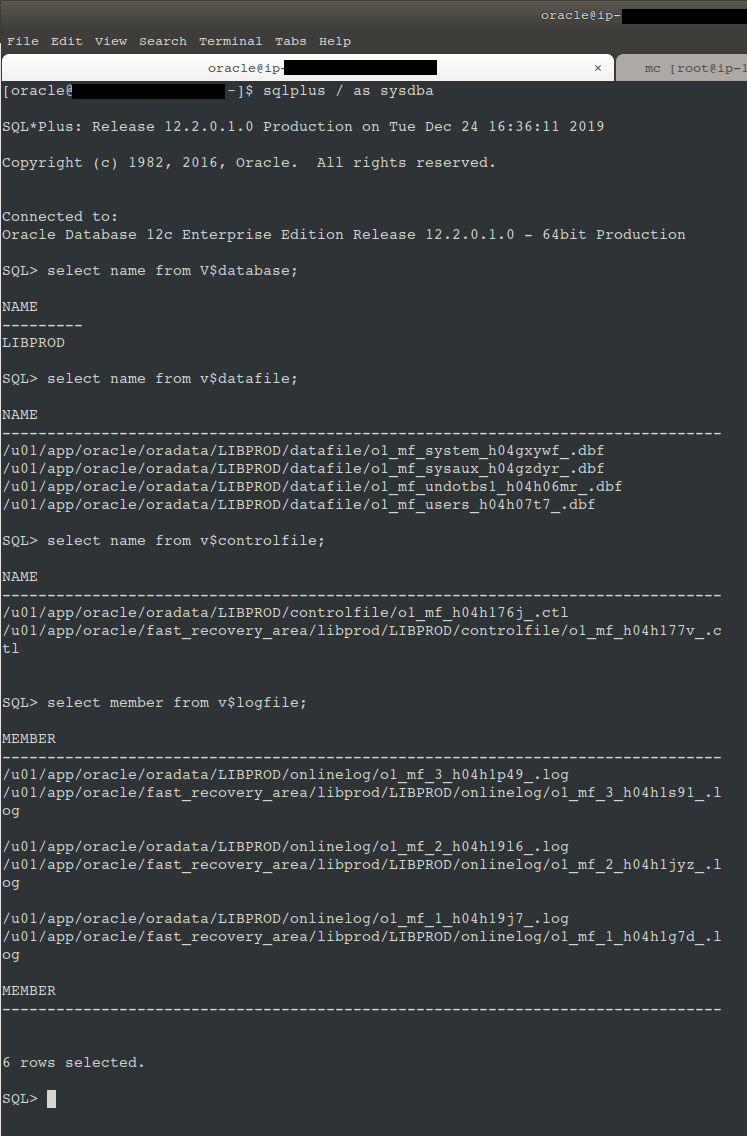 oracle@ip-
File Edit View Search Terminal Tabs Help
oracle@ip- × mc [root@ip-1
[oracle@ -]$ sqlplus / as sysdba
SQL*Plus: Release 12.2.0.1.0 Production on Tue Dec 24 16:36:11 2019
Copyright (c) 1982, 2016, Oracle.  All rights reserved.
Connected to:
Oracle Database 12c Enterprise Edition Release 12.2.0.1.0 - 64bit Production
SQL> select name from V$database;
NAME
---------
LIBPROD
SQL> select name from v$datafile;
NAME
--------------------------------------------------------------------------------
/u01/app/oracle/oradata/LIBPROD/datafile/o1_mf_system_h04gxywf_.dbf
/u01/app/oracle/oradata/LIBPROD/datafile/o1_mf_sysaux_h04gzdyr_.dbf
/u01/app/oracle/oradata/LIBPROD/datafile/o1_mf_undotbs1_h04h06mr_.dbf
/u01/app/oracle/oradata/LIBPROD/datafile/o1_mf_users_h04h07t7_.dbf
SQL> select name from v$controlfile;
NAME
--------------------------------------------------------------------------------
/u01/app/oracle/oradata/LIBPROD/controlfile/o1_mf_h04h176j_.ctl
/u01/app/oracle/fast_recovery_area/libprod/LIBPROD/controlfile/o1_mf_h04h177v_.c
tl
SQL> select member from v$logfile;
MEMBER
--------------------------------------------------------------------------------
/u01/app/oracle/oradata/LIBPROD/onlinelog/o1_mf_3_h04h1p49_.log
/u01/app/oracle/fast_recovery_area/libprod/LIBPROD/onlinelog/o1_mf_3_h04h1s91_.l
og
/u01/app/oracle/oradata/LIBPROD/onlinelog/o1_mf_2_h04h19l6_.log
/u01/app/oracle/fast_recovery_area/libprod/LIBPROD/onlinelog/o1_mf_2_h04h1jyz_.l
og
/u01/app/oracle/oradata/LIBPROD/onlinelog/o1_mf_1_h04h19j7_.log
/u01/app/oracle/fast_recovery_area/libprod/LIBPROD/onlinelog/o1_mf_1_h04h1g7d_.l
og
MEMBER
--------------------------------------------------------------------------------
6 rows selected.
SQL>